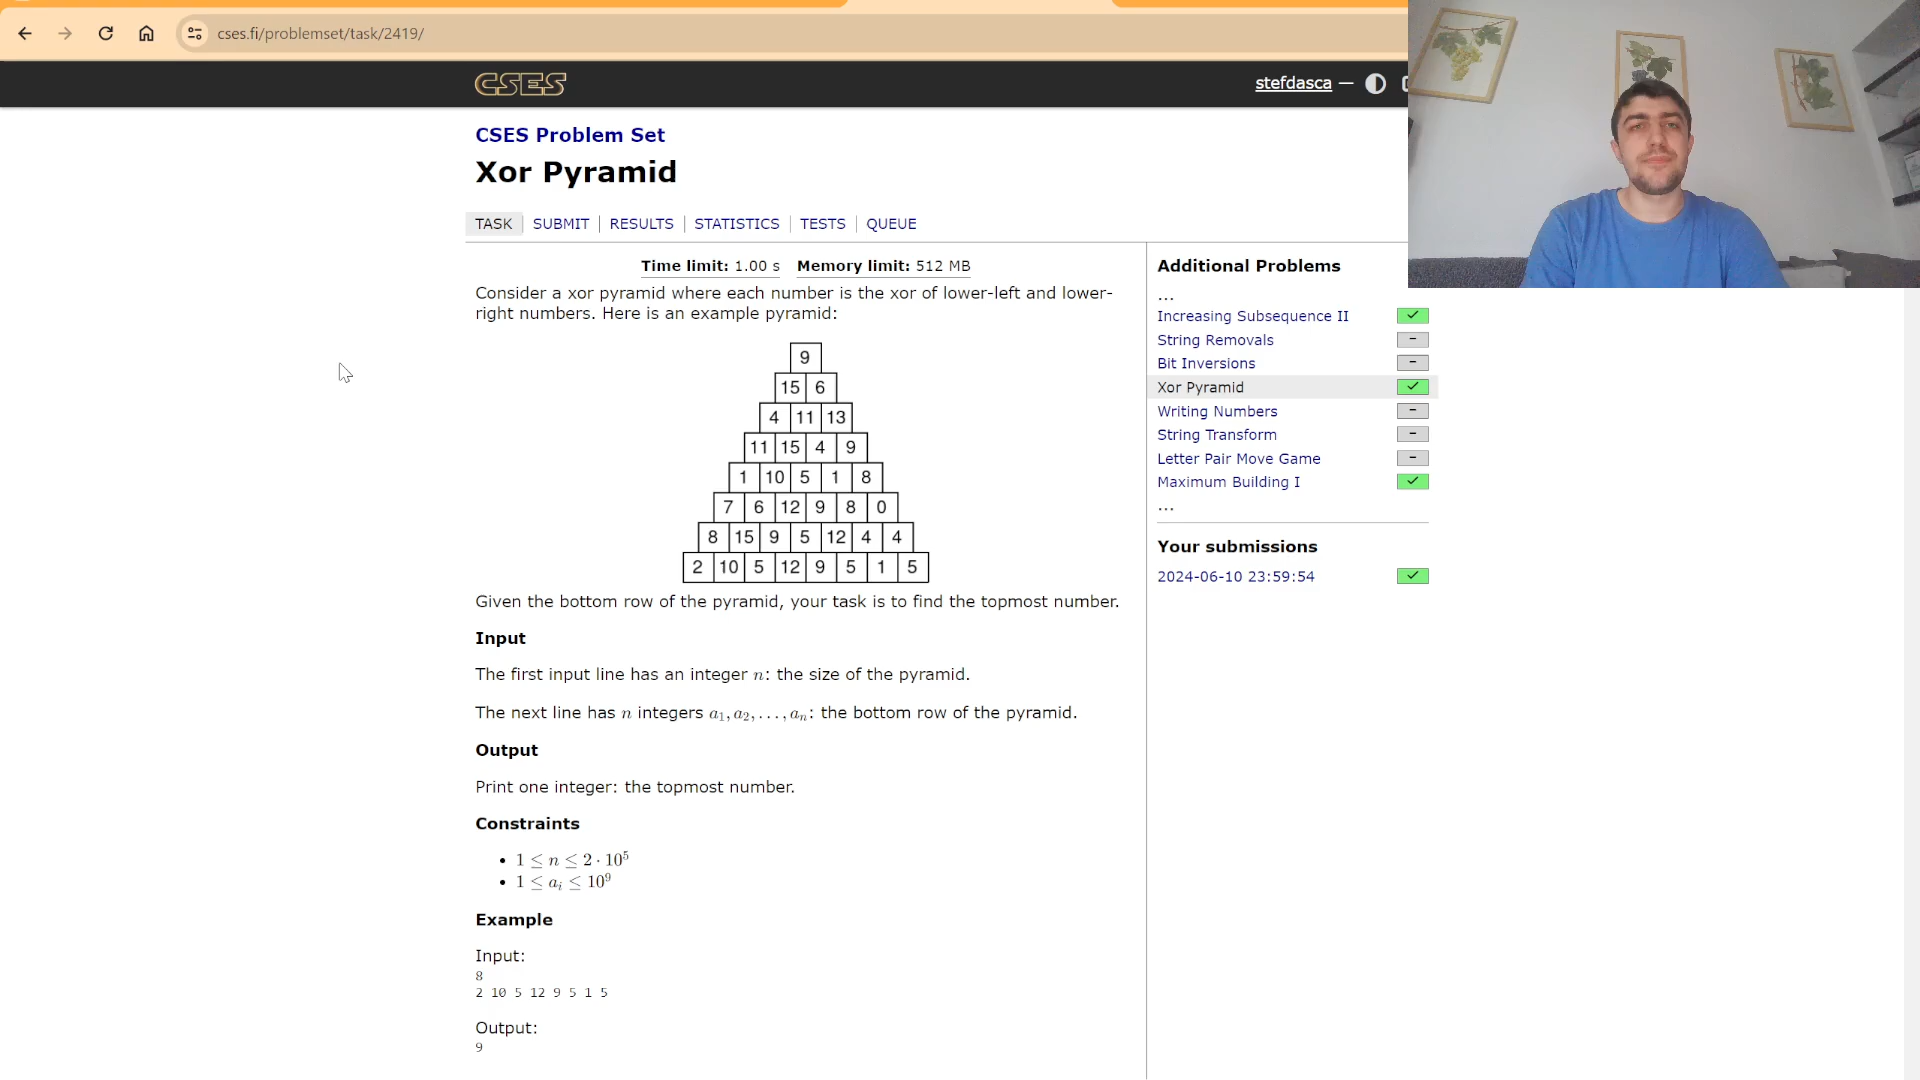 cses.fi/problemset/task/2419/
CSES
stefdasca —
CSES Problem Set
Xor Pyramid
TASK SUBMIT RESULTS STATISTICS TESTS QUEUE
Time limit: 1.00 s Memory limit: 512 MB
Consider a xor pyramid where each number is the xor of lower-left and lower-
right numbers. Here is an example pyramid:
9
15 6
4 11 13
11 15 4 9
1 10 5 1 8
7 6 12 9 8 0
8 15 9 5 12 4 4
2 10 5 12 9 5 1 5
Given the bottom row of the pyramid, your task is to find the topmost number.
Input
The first input line has an integer n: the size of the pyramid.
The next line has n integers a₁, a₂, . . . , aₙ: the bottom row of the pyramid.
Output
Print one integer: the topmost number.
Constraints
• 1 ≤ n ≤ 2 · 10⁵
• 1 ≤ aᵢ ≤ 10⁹
Example
Input:
8
2 10 5 12 9 5 1 5
Output:
9
Additional Problems
...
Increasing Subsequence II
String Removals
Bit Inversions
Xor Pyramid
Writing Numbers
String Transform
Letter Pair Move Game
Maximum Building I
...
Your submissions
2024-06-10 23:59:54